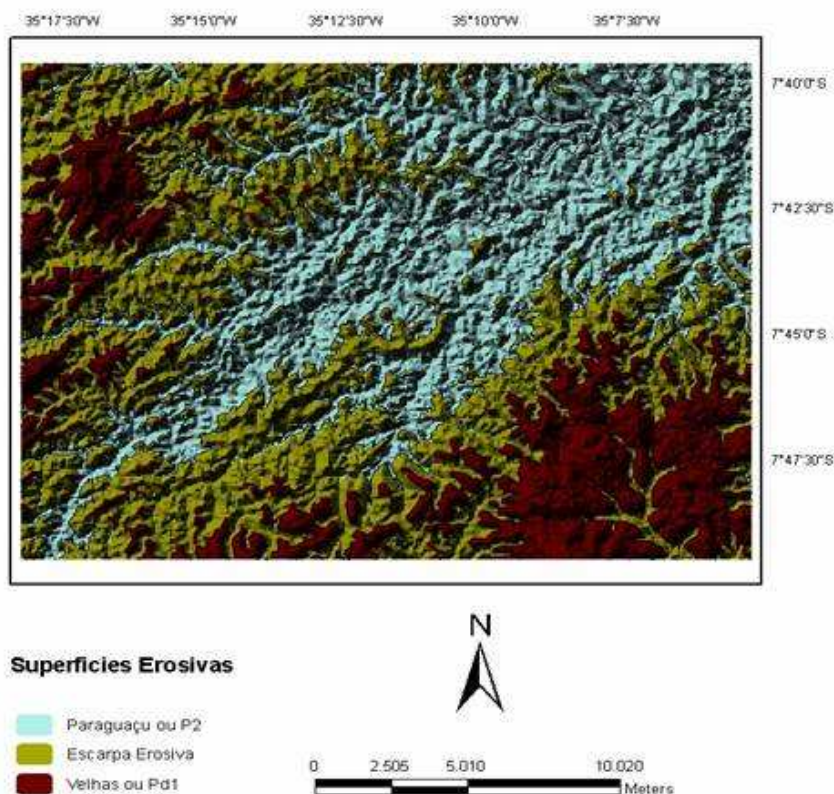 35°17'30"W 35°15'0"W 35°12'30"W 35°10'0"W 35°7'30"W
7°40'0"S
7°42'30"S
7°45'0"S
7°47'30"S
N
Superficies Erosivas
Paraguaçu ou P2
Escarpa Erosiva
Velhas ou Pd1
0 2.505 5.010 10.020
Meters